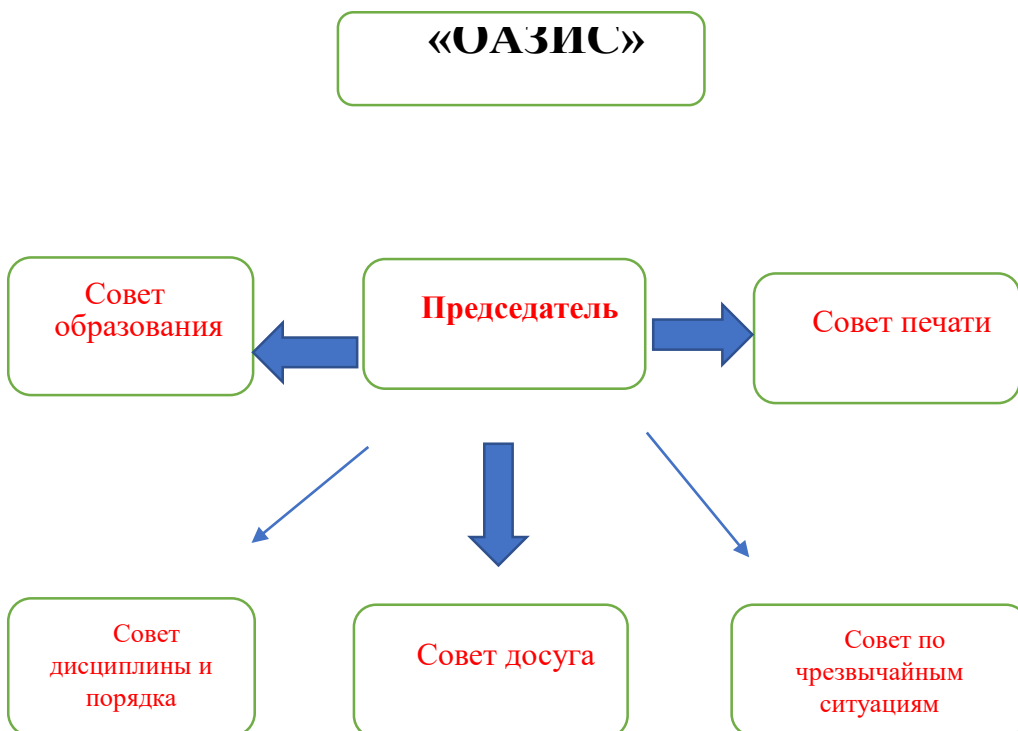 «ОАЗИС»
Совет
образования
Председатель
Совет печати
Совет
дисциплины и
порядка
Совет досуга
Совет по
чрезвычайным
ситуациям